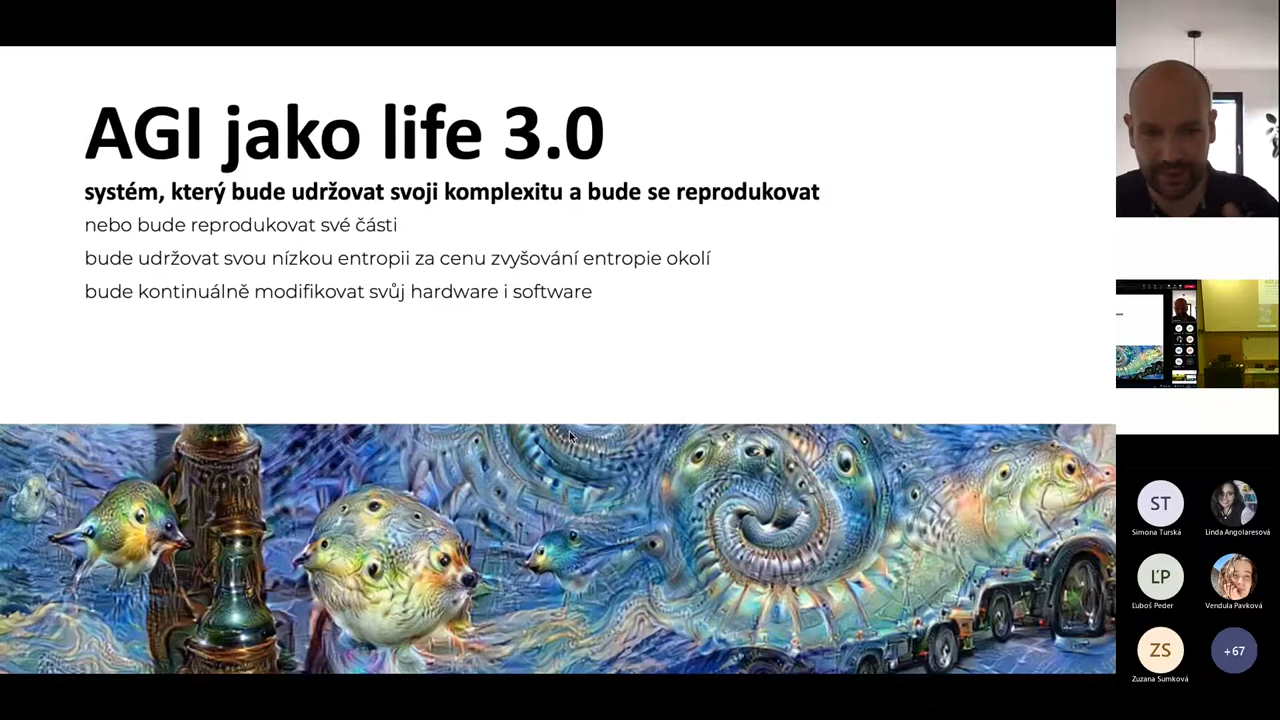 AGI jako life 3.0
systém, který bude udržovat svoji komplexitu a bude se reprodukovat
nebo bude reprodukovat své části
bude udržovat svou nízkou entropii za cenu zvyšování entropie okolí
bude kontinuálně modifikovat svůj hardware i software
ST
Simona Turská
Linda Angolaresová
ĽP
Ľuboš Peder
Vendula Pavková
ZS
Zuzana Sumková
+67